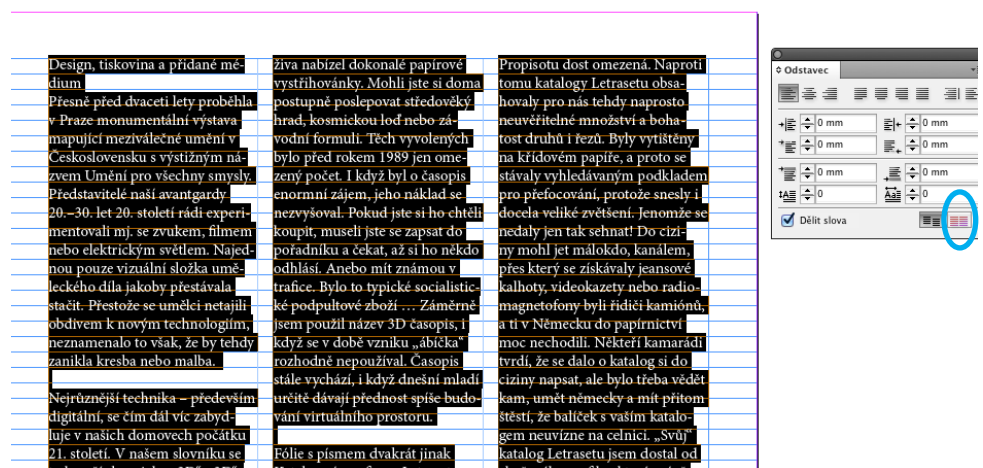 Design, tiskovina a přidané mé-
dium
Přesně před dvaceti lety proběhla
v Praze monumentální výstava
mapující meziválečné umění v
Československu s výstižným ná-
zvem Umění pro všechny smysly.
Představitelé naší avantgardy
20.–30. let 20. století rádi experi-
mentovali mj. se zvukem, filmem
nebo elektrickým světlem. Najed-
nou pouze vizuální složka umě-
leckého díla jakoby přestávala
stačit. Přestože se umělci netajili
obdivem k novým technologiím,
neznamenalo to však, že by tehdy
zanikla kresba nebo malba.
Nejrůznější technika – především
digitální, se čím dál víc zabyd-
luje v našich domovech počátku
21. století. V našem slovníku se
živa nabízel dokonalé papírové
vystřihovánky. Mohli jste si doma
postupně poslepovat středověký
hrad, kosmickou loď nebo zá-
vodní formuli. Těch vyvolených
bylo před rokem 1989 jen ome-
zený počet. I když byl o časopis
enormní zájem, jeho náklad se
nezvyšoval. Pokud jste si ho chtěli
koupit, museli jste se zapsat do
pořadníku a čekat, až si ho někdo
odhlásí. Anebo mít známou v
trafice. Bylo to typické socialistic-
ké podpultové zboží … Záměrně
jsem použil název 3D časopis, i
když se v době vzniku „ábíčka“
rozhodně nepoužíval. Časopis
stále vychází, i když dnešní mladí
určitě dávají přednost spíše budo-
vání virtuálního prostoru.
Fólie s písmem dvakrát jinak
Propisotu dost omezená. Naproti
tomu katalogy Letrasetu obsa-
hovaly pro nás tehdy naprosto
neuvěřitelné množství a boha-
tost druhů i řezů. Byly vytištěny
na křídovém papíře, a proto se
stávaly vyhledávaným podkladem
pro přefocování, protože snesly i
docela veliké zvětšení. Jenomže se
nedaly jen tak sehnat! Do cizi-
ny mohl jet málokdo, kanálem,
přes který se získávaly jeansové
kalhoty, videokazety nebo radio-
magnetofony byli řidiči kamiónů,
a ti v Německu do papírnictví
moc nechodili. Někteří kamarádi
tvrdí, že se dalo o katalog si do
ciziny napsat, ale bylo třeba vědět
kam, umět německy a mít přitom
štěstí, že balíček s vaším katalo-
gem neuvízne na celnici. „Svůj“
katalog Letrasetu jsem dostal od
Odstavec
0 mm
0 mm
0 mm
0 mm
0 mm
0 mm
0
0
Dělit slova